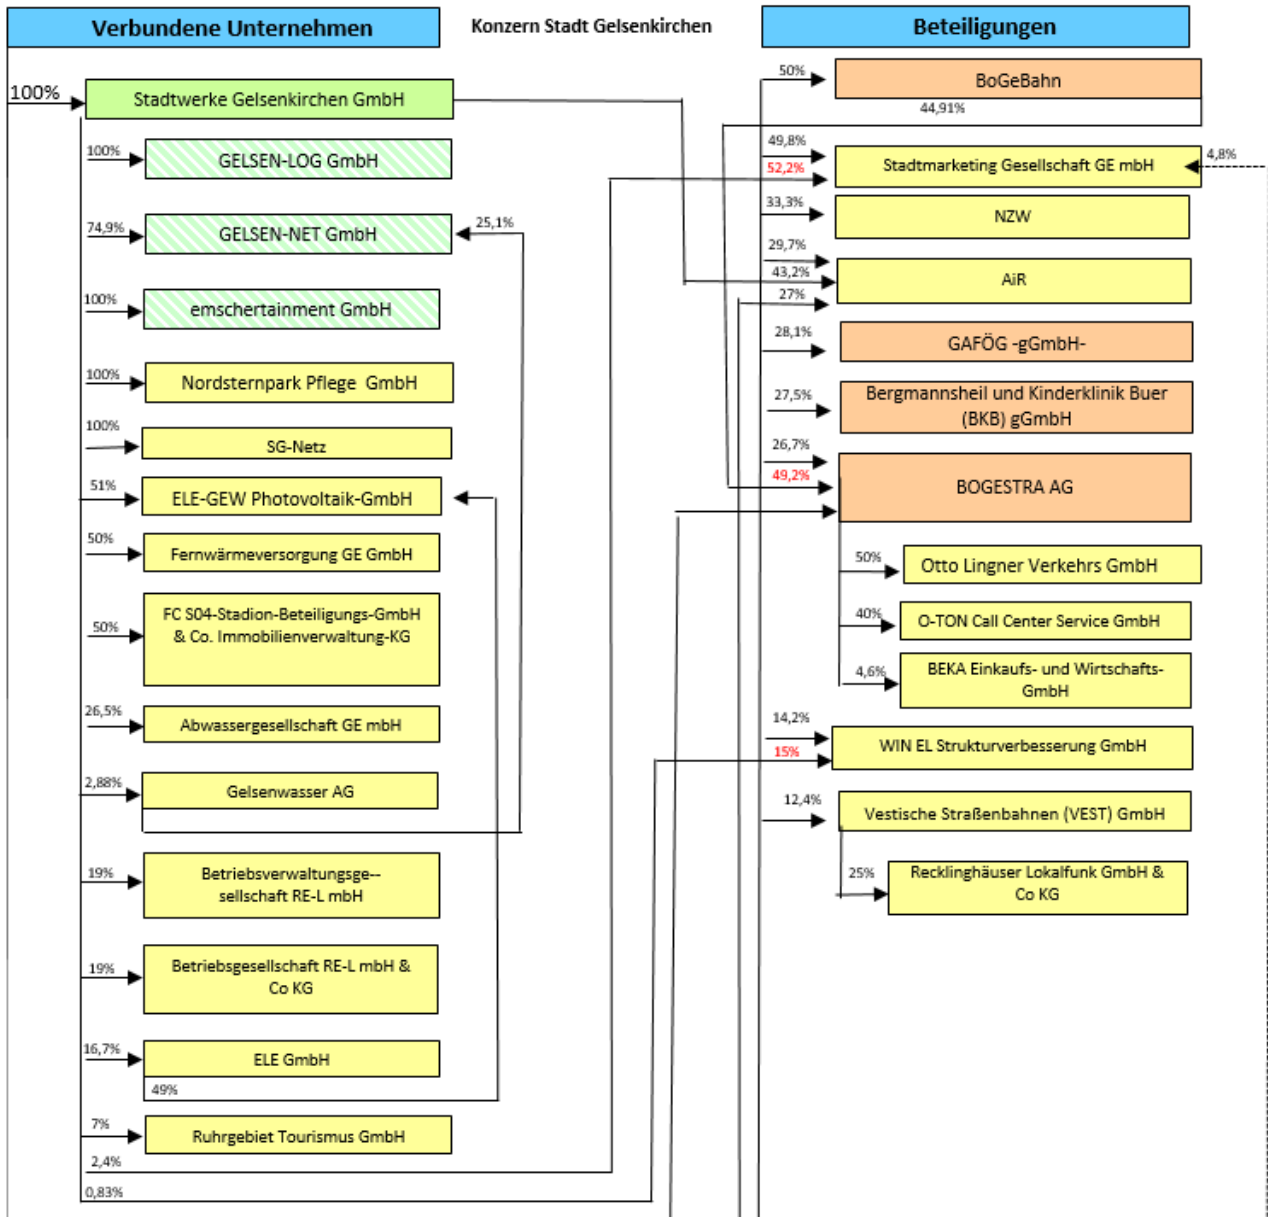 Verbundene Unternehmen
Konzern Stadt Gelsenkirchen
Beteiligungen
100%
Stadtwerke Gelsenkirchen GmbH
100%
GELSEN-LOG GmbH
74,9%
GELSEN-NET GmbH
25,1%
100%
emschertainment GmbH
100%
Nordsternpark Pflege GmbH
100%
SG-Netz
51%
ELE-GEW Photovoltaik-GmbH
50%
Fernwärmeversorgung GE GmbH
50%
FC S04-Stadion-Beteiligungs-GmbH
& Co. Immobilienverwaltung-KG
26,5%
Abwassergesellschaft GE mbH
2,88%
Gelsenwasser AG
19%
Betriebsverwaltungsge--
sellschaft RE-L mbH
19%
Betriebsgesellschaft RE-L mbH &
Co KG
16,7%
ELE GmbH
49%
7%
Ruhrgebiet Tourismus GmbH
2,4%
0,83%
50%
BoGeBahn
44,91%
49,8%
52,2%
Stadtmarketing Gesellschaft GE mbH
4,8%
33,3%
NZW
29,7%
43,2%
27%
AiR
28,1%
GAFÖG -gGmbH-
27,5%
Bergmannsheil und Kinderklinik Buer
(BKB) gGmbH
26,7%
49,2%
BOGESTRA AG
50%
Otto Lingner Verkehrs GmbH
40%
O-TON Call Center Service GmbH
4,6%
BEKA Einkaufs- und Wirtschafts-
GmbH
14,2%
15%
WIN EL Strukturverbesserung GmbH
12,4%
Vestische Straßenbahnen (VEST) GmbH
25%
Recklinghäuser Lokalfunk GmbH &
Co KG